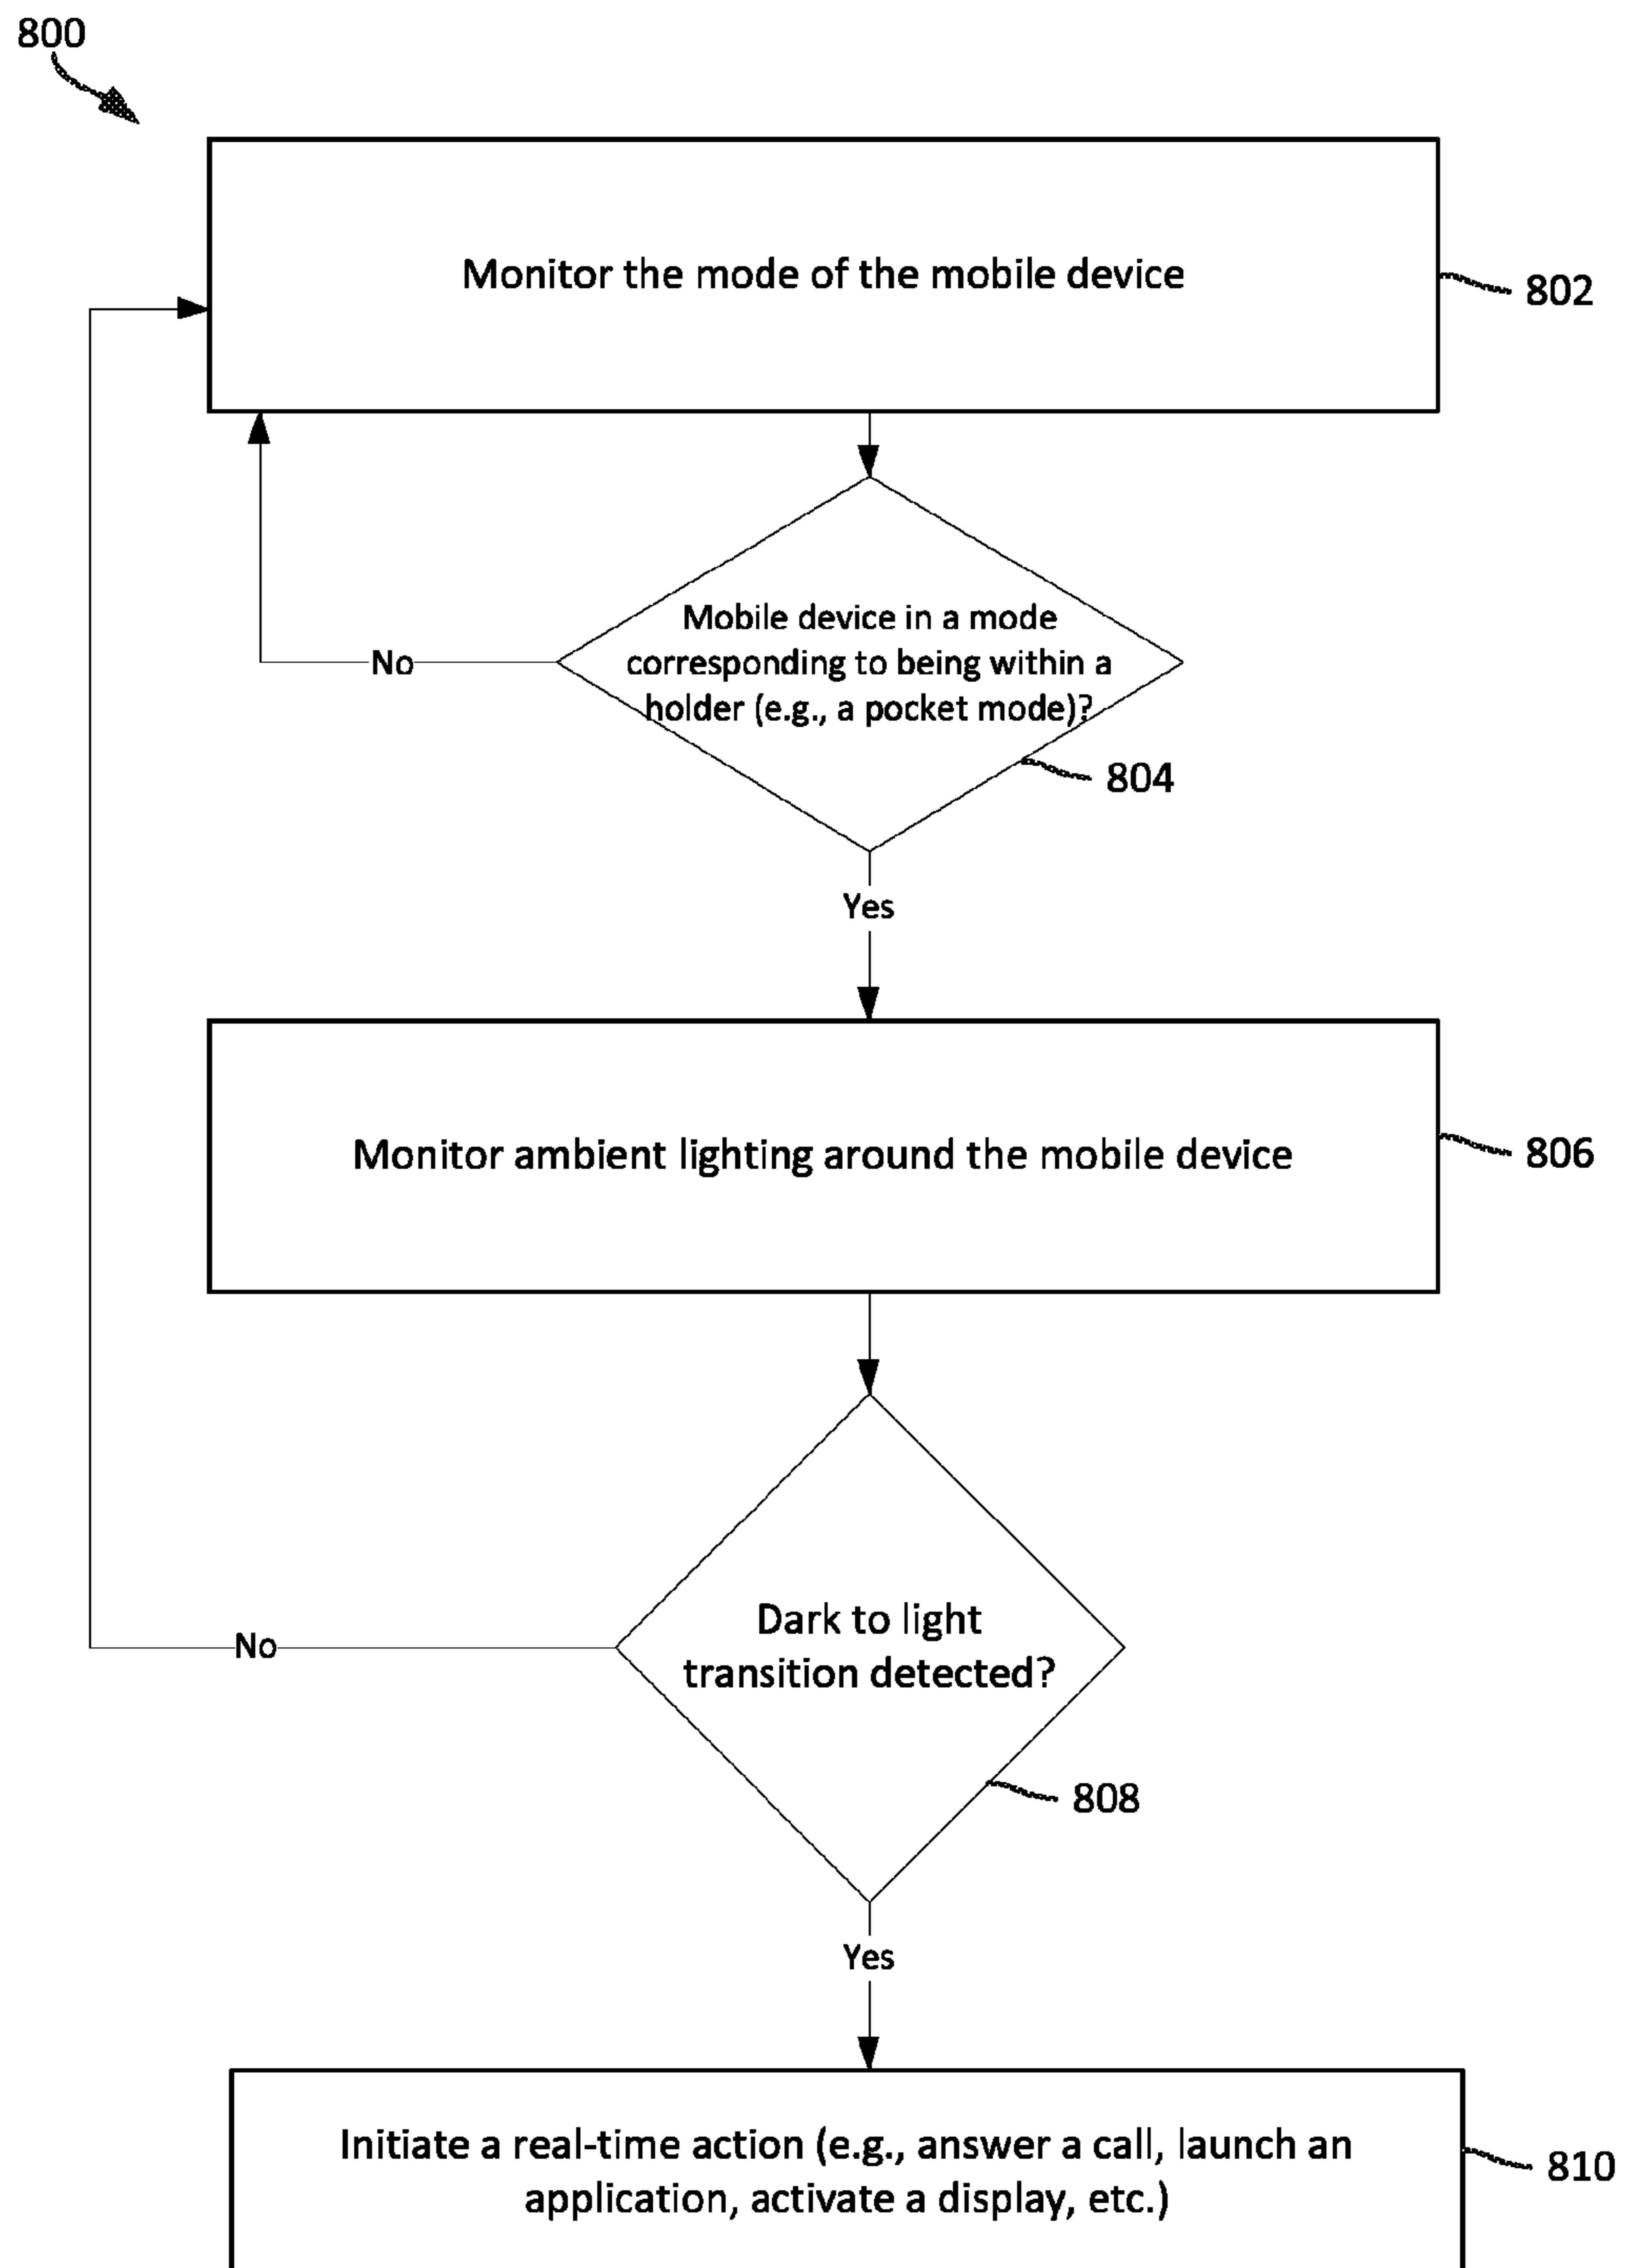 800
Monitor the mode of the mobile device
802
Mobile device in a mode
corresponding to being within a
holder (e.g., a pocket mode)?
No
804
Yes
Monitor ambient lighting around the mobile device
806
Dark to light
transition detected?
No
808
Yes
Initiate a real-time action (e.g., answer a call, launch an
application, activate a display, etc.)
810